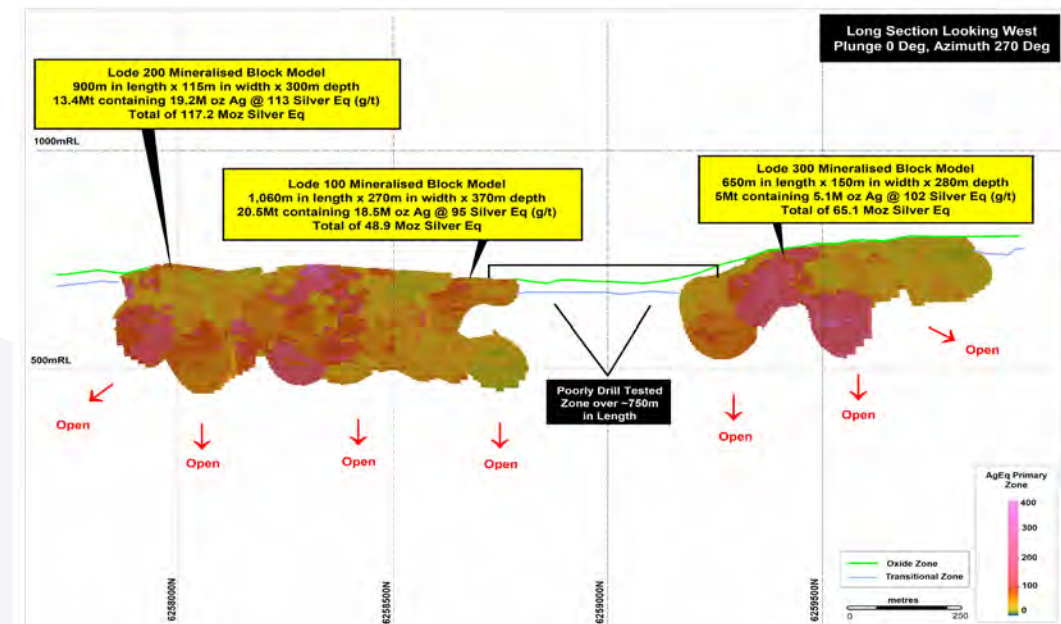 Long Section Looking West
Plunge 0 Deg, Azimuth 270 Deg
Lode 200 Mineralised Block Model
900m in length x 115m in width x 300m depth
13.4Mt containing 19.2M oz Ag @ 113 Silver Eq (g/t)
Total of 117.2 Moz Silver Eq
1000mRL
Lode 100 Mineralised Block Model
1,060m in length x 270m in width x 370m depth
20.5Mt containing 18.5M oz Ag @ 95 Silver Eq (g/t)
Total of 48.9 Moz Silver Eq
Lode 300 Mineralised Block Model
650m in length x 150m in width x 280m depth
5Mt containing 5.1M oz Ag @ 102 Silver Eq (g/t)
Total of 65.1 Moz Silver Eq
500mRL
Poorly Drill Tested
Zone over ~750m
in Length
Open
Open
Open
Open
Open
Open
Open
AgEq Primary
Zone
400
300
200
100
0
Oxide Zone
Transitional Zone
metres
0
250
6258000N
6258500N
6259000N
6259500N